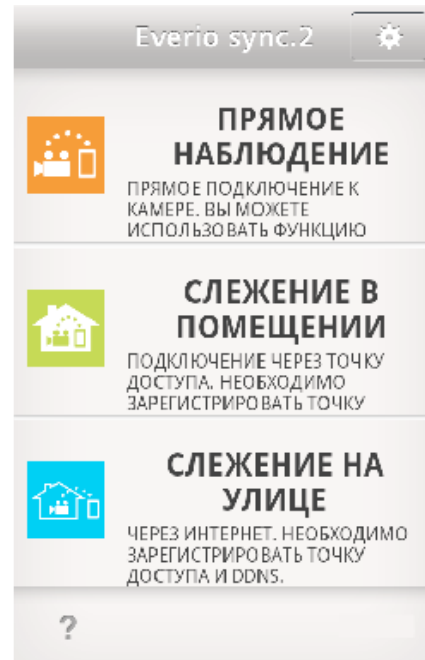 Everio sync.2
ПРЯМОЕ
НАБЛЮДЕНИЕ
ПРЯМОЕ ПОДКЛЮЧЕНИЕ К
КАМЕРЕ. ВЫ МОЖЕТЕ
ИСПОЛЬЗОВАТЬ ФУНКЦИЮ
СЛЕЖЕНИЕ В
ПОМЕЩЕНИИ
ПОДКЛЮЧЕНИЕ ЧЕРЕЗ ТОЧКУ
ДОСТУПА. НЕОБХОДИМО
ЗАРЕГИСТРИРОВАТЬ ТОЧКУ
СЛЕЖЕНИЕ НА
УЛИЦЕ
ЧЕРЕЗ ИНТЕРНЕТ. НЕОБХОДИМО
ЗАРЕГИСТРИРОВАТЬ ТОЧКУ
ДОСТУПА И DDNS.
?